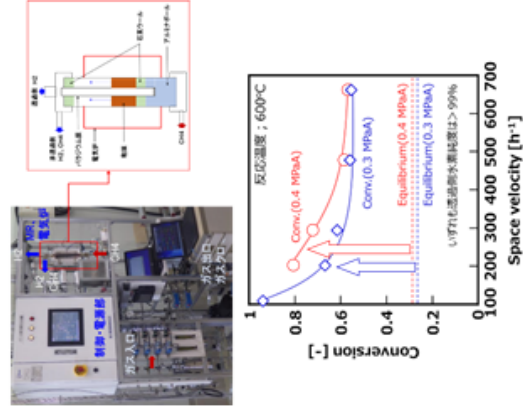 透過側 H2
非透過側
H2, CH4
パラジウム膜
電気炉
触媒
石英ウール
アルミナボール
CH4
H2
MR, 電気炉
H2
CH4
CH4
制御・電源部
ガス入口
ガス出口
ガスクロ
反応温度;600℃
Conv.(0.4 MPaA)
Conv.(0.3 MPaA)
Equilibrium(0.4 MPaA)
Equilibrium(0.3 MPaA)
いずれも透過側水素純度は>99%
Conversion [-]
1
0.8
0.6
0.4
0.2
0
100 200 300 400 500 600 700
Space velocity [h-1]